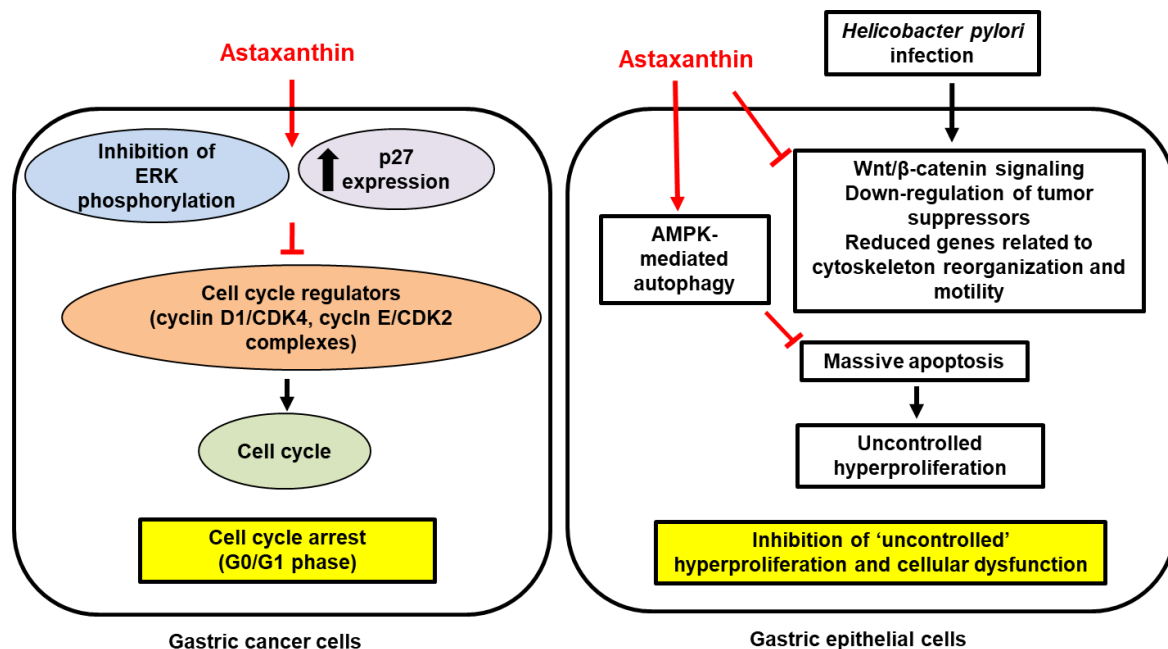 Astaxanthin
Inhibition of
ERK
phosphorylation
p27
expression
Cell cycle regulators
(cyclin D1/CDK4, cycln E/CDK2
complexes)
Cell cycle
Cell cycle arrest
(G0/G1 phase)
Gastric cancer cells
Helicobacter pylori
infection
Astaxanthin
Wnt/β-catenin signaling
Down-regulation of tumor
suppressors
Reduced genes related to
cytoskeleton reorganization and
motility
AMPK-
mediated
autophagy
Massive apoptosis
Uncontrolled
hyperproliferation
Inhibition of ‘uncontrolled’
hyperproliferation and cellular dysfunction
Gastric epithelial cells